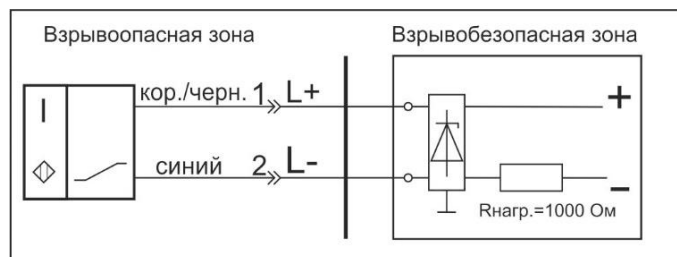 Взрывоопасная зона
Взрывобезопасная зона
I
кор./черн. 1 L+
+
синий 2 L-
−
Rнагр.=1000 Ом